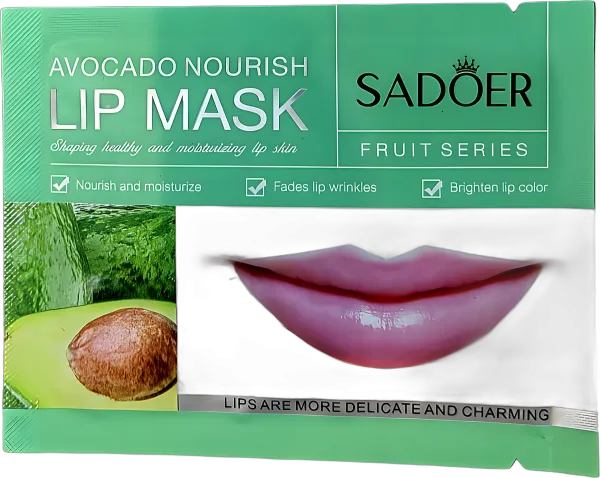 AVOCADO NOURISH
LIP MASK
Shaping healthy and moisturizing lip skin
SADOER
FRUIT SERIES
Nourish and moisturize
Fades lip wrinkles
Brighten lip color
LIPS ARE MORE DELICATE AND CHARMING